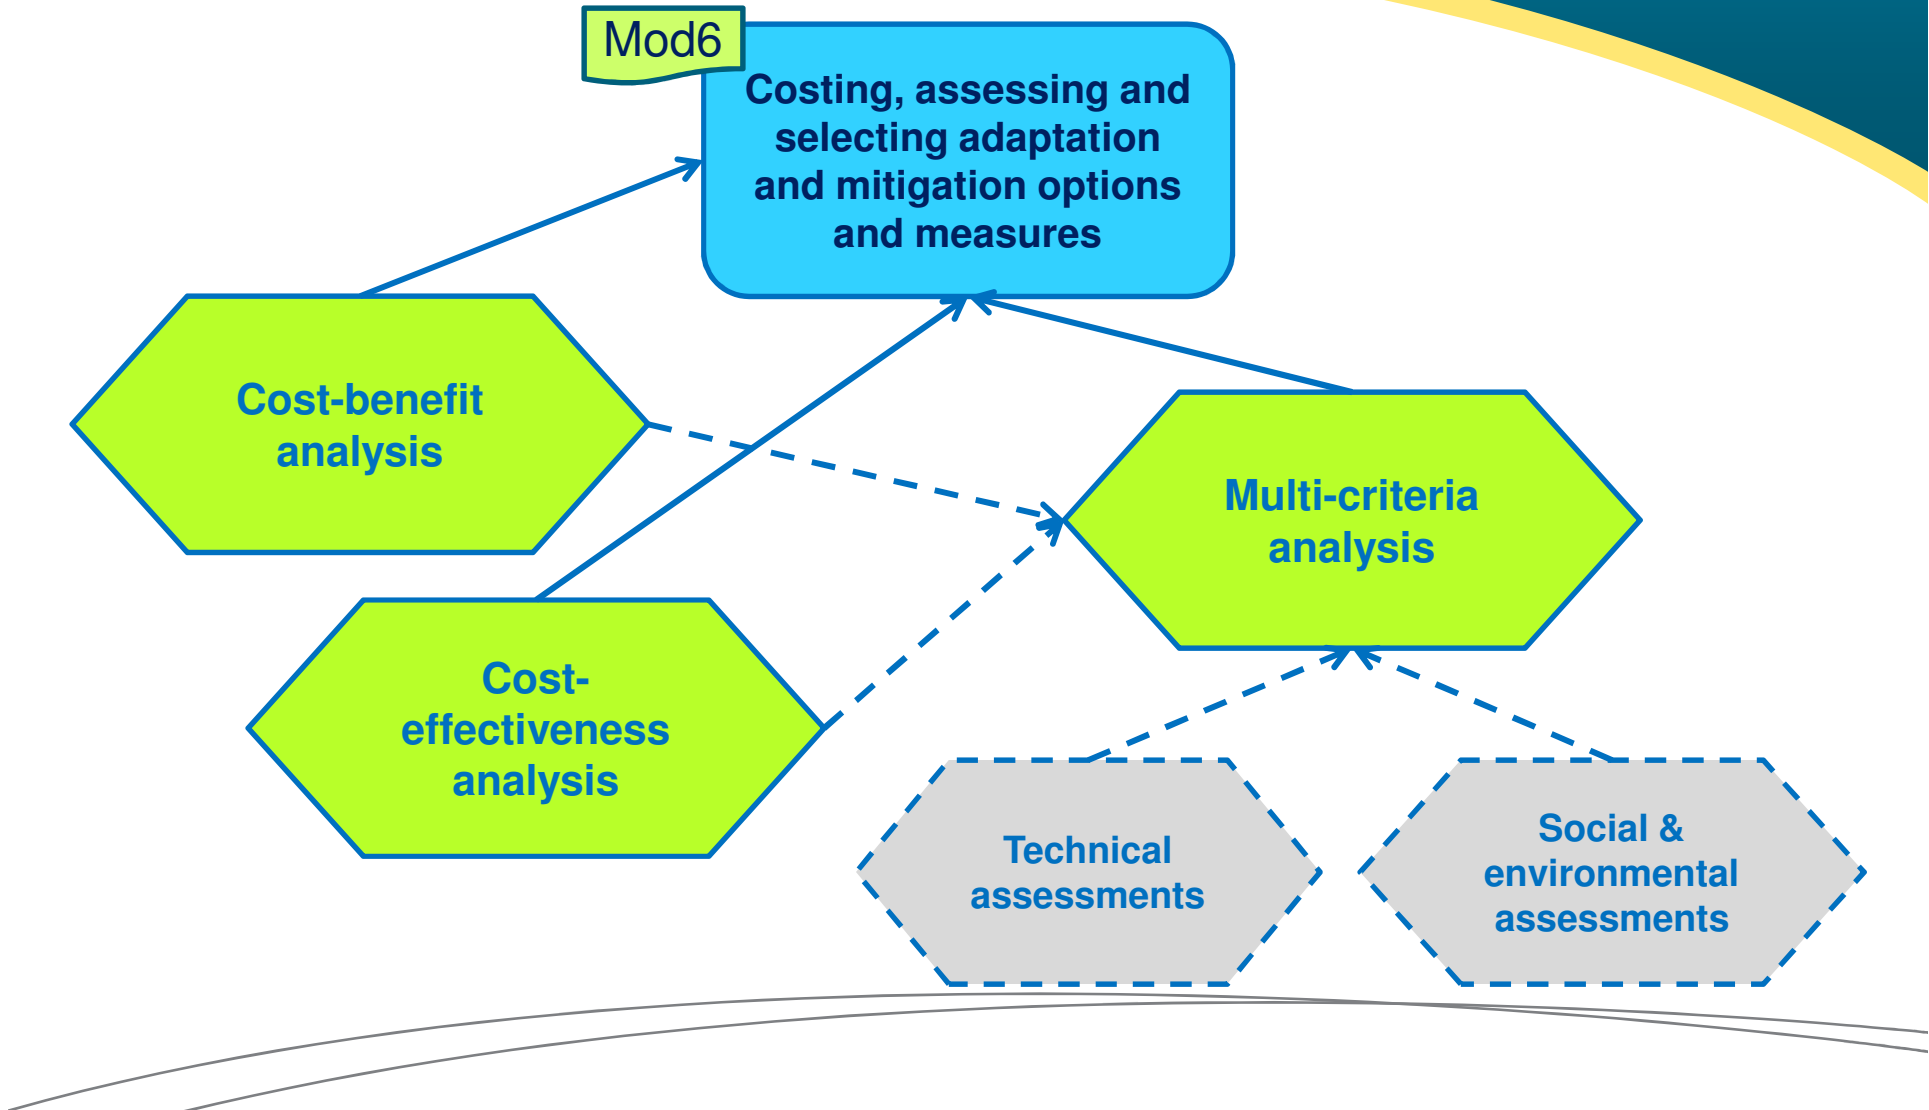 Mod6
Costing, assessing and
selecting adaptation
and mitigation options
and measures
Cost-benefit
analysis
Multi-criteria
analysis
Cost-
effectiveness
analysis
Technical
assessments
Social &
environmental
assessments